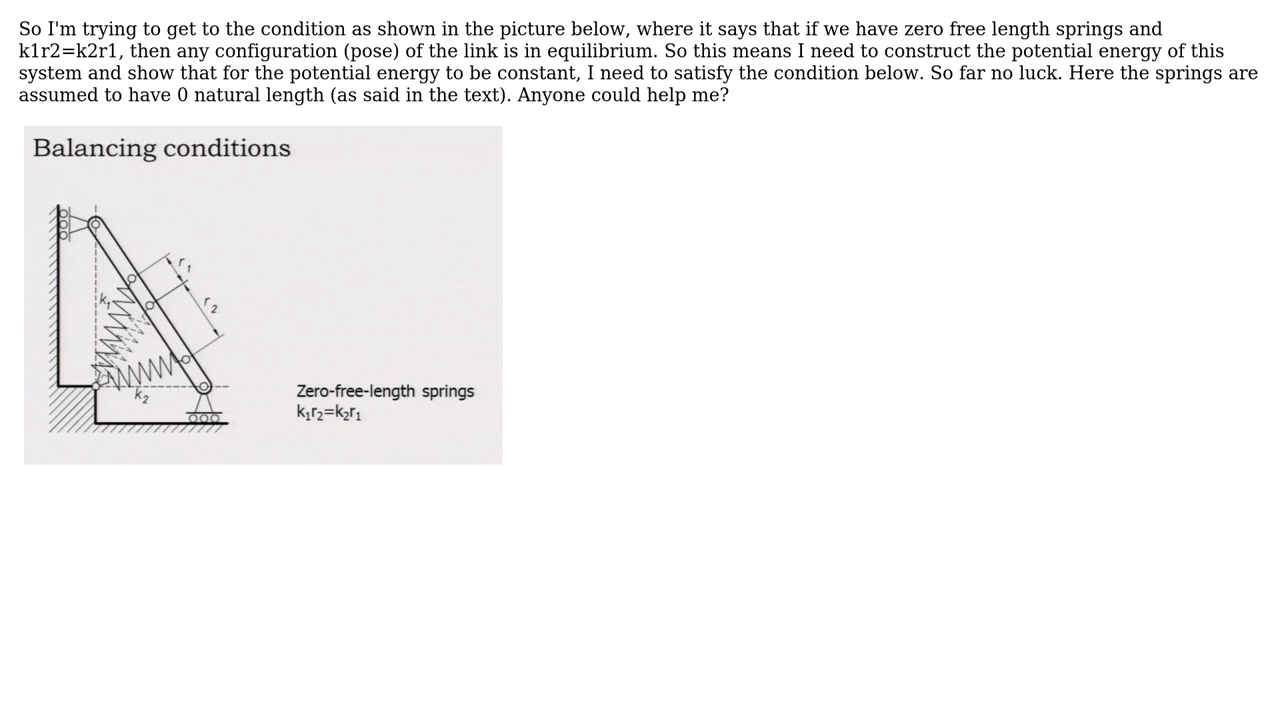 So I'm trying to get to the condition as shown in the picture below, where it says that if we have zero free length springs and
k1r2=k2r1, then any configuration (pose) of the link is in equilibrium. So this means I need to construct the potential energy of this
system and show that for the potential energy to be constant, I need to satisfy the condition below. So far no luck. Here the springs are
assumed to have 0 natural length (as said in the text). Anyone could help me?
Balancing conditions
r₁
k₁
r₂
k₂
Zero-free-length springs
k₁r₂=k₂r₁